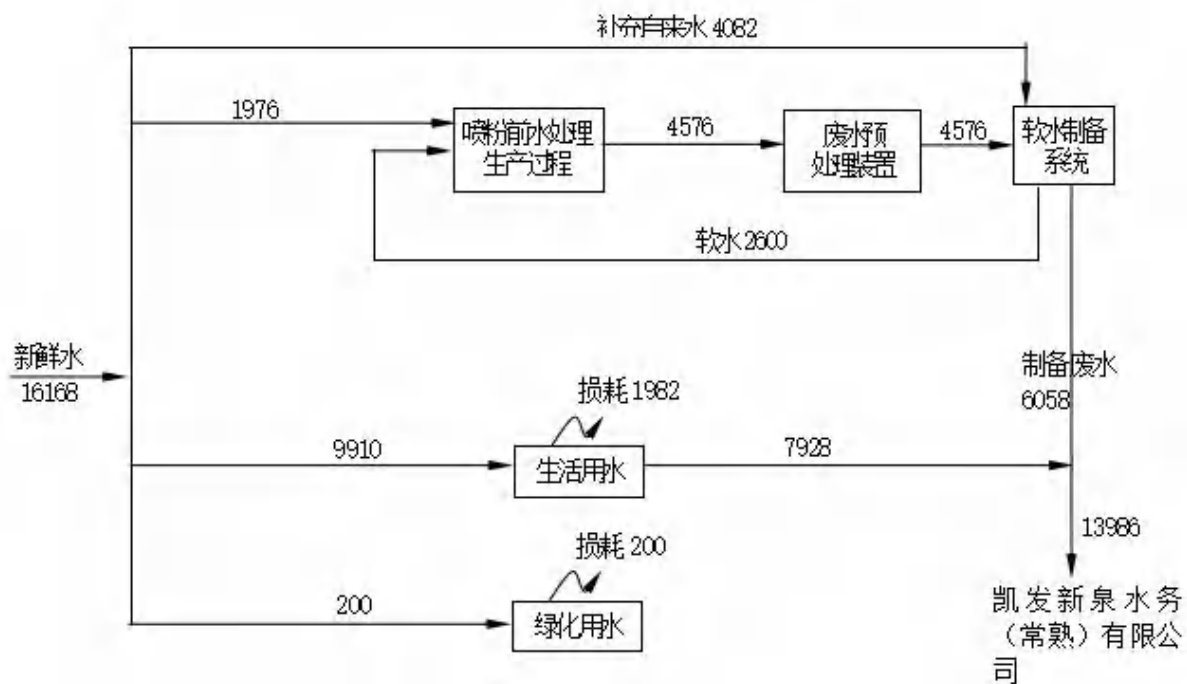 补充自来水 4082
1976
喷粉前水处理
生产过程
4576
废水预
处理装置
4576
软水制备
系统
软水 2600
新鲜水
16168
制备废水
6058
损耗 1982
9910
生活用水
7928
13986
损耗 200
200
绿化用水
凯发新泉水务
（常熟）有限公
司